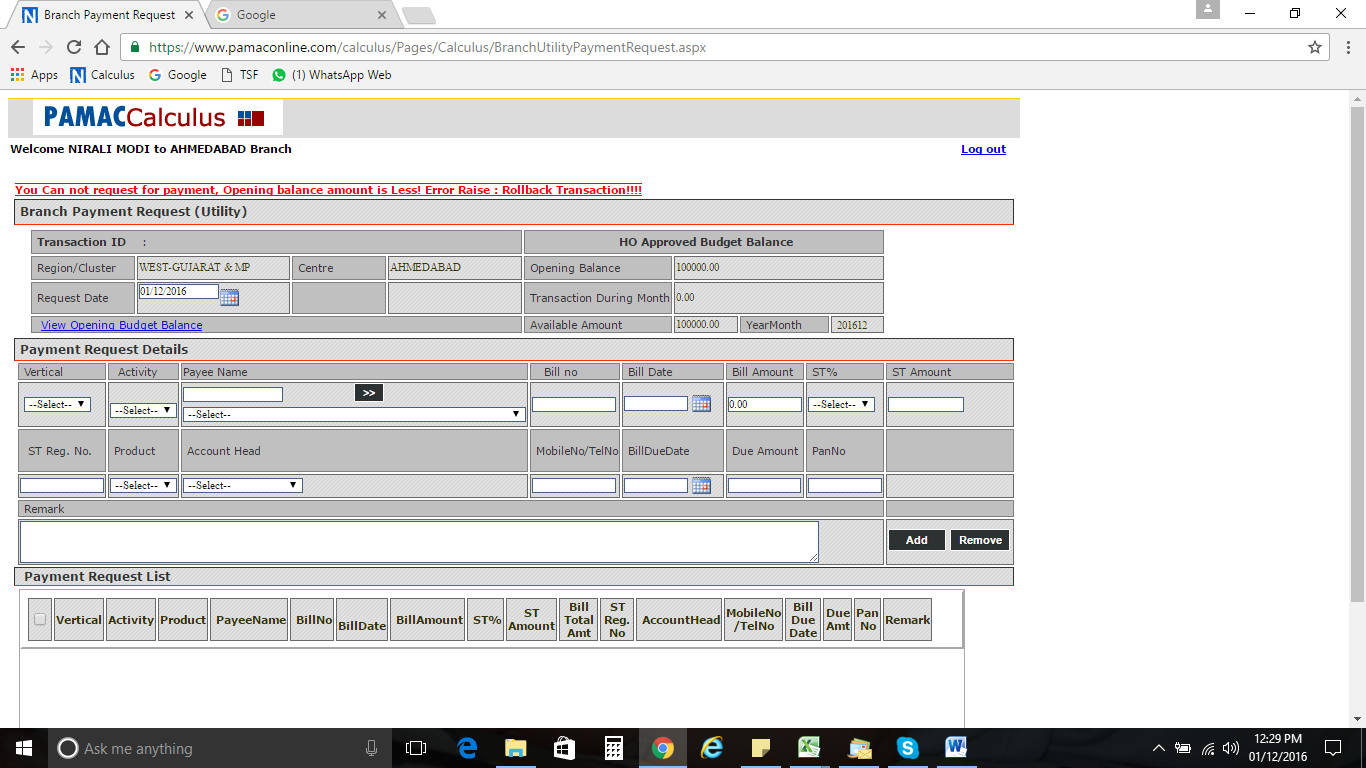 Branch Payment Request
Google
https://www.pamaconline.com/calculus/Pages/Calculus/BranchUtilityPaymentRequest.aspx
Apps Calculus Google TSF (1) WhatsApp Web
PAMACCalculus
Welcome NIRALI MODI to AHMEDABAD Branch Log out
You Can not request for payment, Opening balance amount is Less! Error Raise : Rollback Transaction!!!!
Branch Payment Request (Utility)
Transaction ID : HO Approved Budget Balance
Region/Cluster WEST-GUJARAT & MP Centre AHMEDABAD Opening Balance 100000.00
Request Date 01/12/2016 Transaction During Month 0.00
View Opening Budget Balance Available Amount 100000.00 YearMonth 201612
Payment Request Details
Vertical Activity Payee Name Bill no Bill Date Bill Amount ST% ST Amount
>>
--Select-- --Select-- --Select-- 0.00 --Select--
ST Reg. No. Product Account Head MobileNo/TelNo BillDueDate Due Amount PanNo
--Select-- --Select--
Remark
Add Remove
Payment Request List
Vertical Activity Product PayeeName BillNo BillDate BillAmount ST% ST Amount Bill Total Amt ST Reg. No AccountHead MobileNo /TelNo Bill Due Date Due Amt Pan No Remark
Ask me anything
12:29 PM
01/12/2016